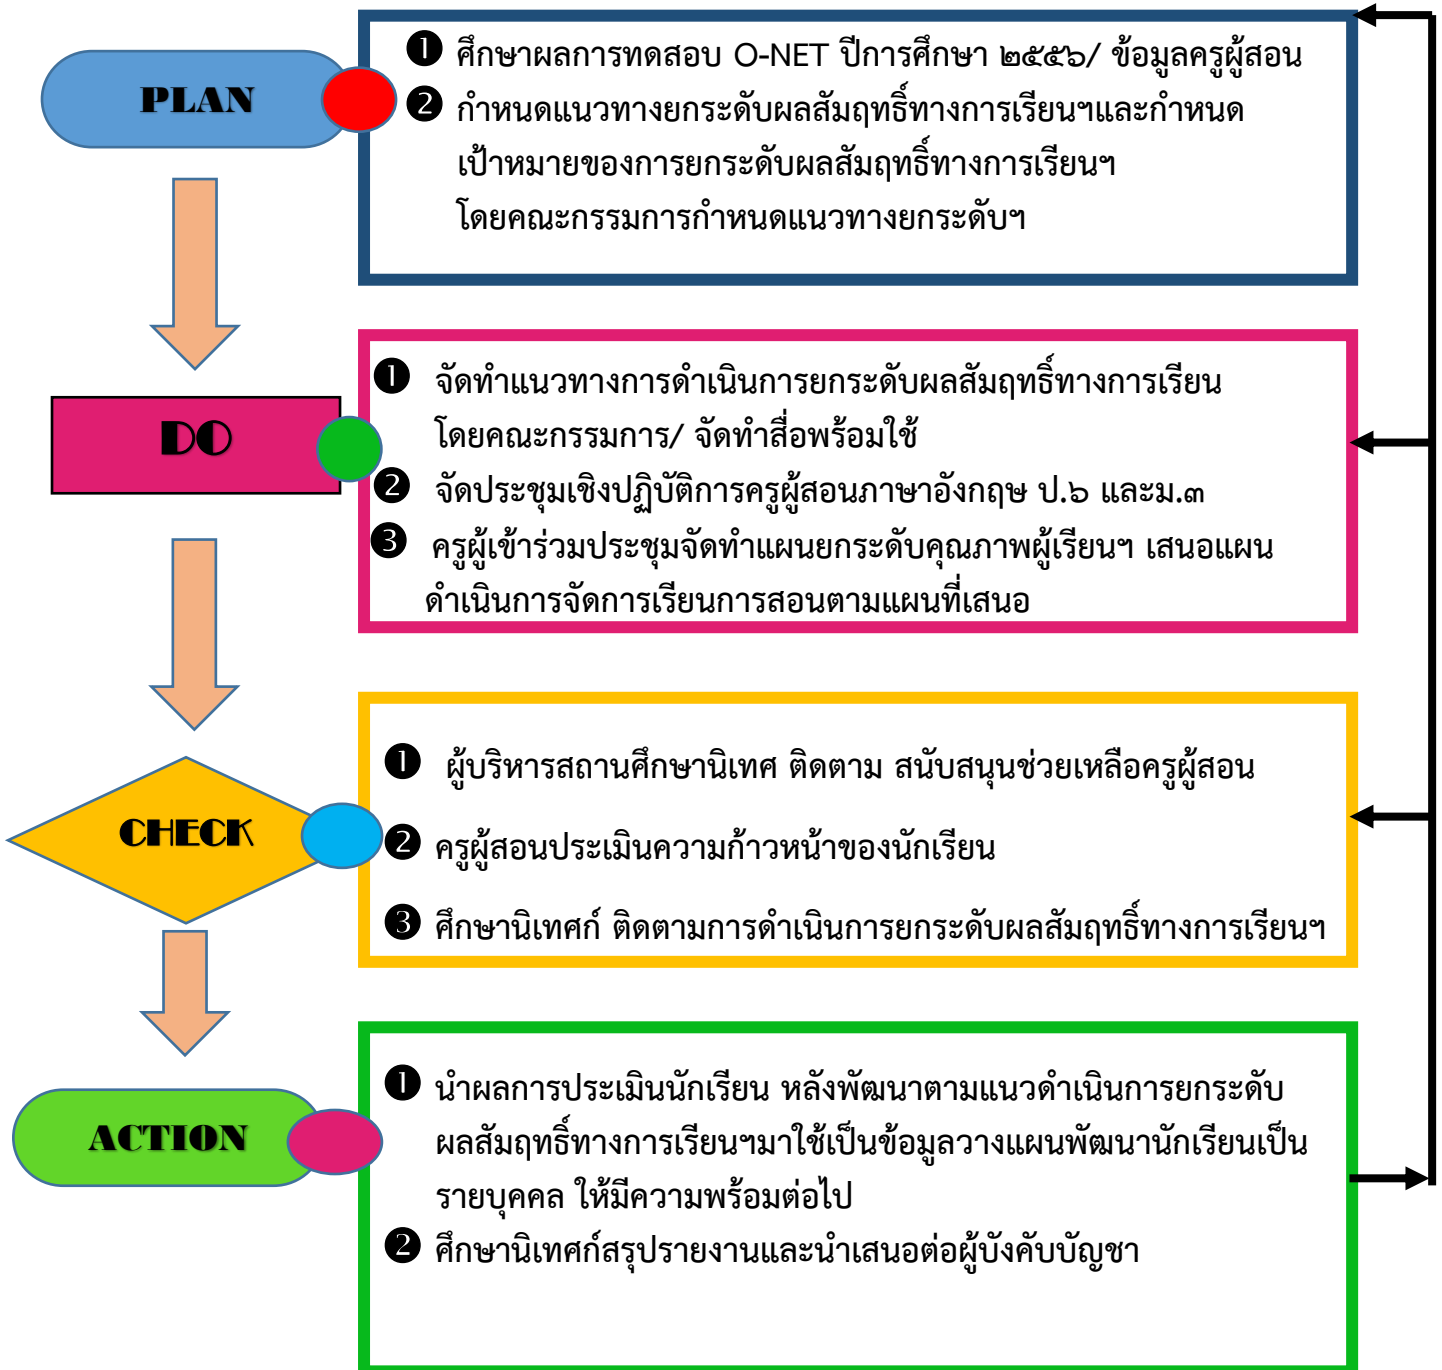 PLAN
❶ ศึกษาผลการทดสอบ O-NET ปีการศึกษา ๒๕๕๖/ ข้อมูลครูผู้สอน
❷ กำหนดแนวทางยกระดับผลสัมฤทธิ์ทางการเรียนฯและกำหนด
เป้าหมายของการยกระดับผลสัมฤทธิ์ทางการเรียนฯ
โดยคณะกรรมการกำหนดแนวทางยกระดับฯ
DO
❶ จัดทำแนวทางการดำเนินการยกระดับผลสัมฤทธิ์ทางการเรียน
โดยคณะกรรมการ/ จัดทำสื่อพร้อมใช้
❷ จัดประชุมเชิงปฏิบัติการครูผู้สอนภาษาอังกฤษ ป.๖ และม.๓
❸ ครูผู้เข้าร่วมประชุมจัดทำแผนยกระดับคุณภาพผู้เรียนฯ เสนอแผน
ดำเนินการจัดการเรียนการสอนตามแผนที่เสนอ
CHECK
❶ ผู้บริหารสถานศึกษานิเทศ ติดตาม สนับสนุนช่วยเหลือครูผู้สอน
❷ ครูผู้สอนประเมินความก้าวหน้าของนักเรียน
❸ ศึกษานิเทศก์ ติดตามการดำเนินการยกระดับผลสัมฤทธิ์ทางการเรียนฯ
ACTION
❶ นำผลการประเมินนักเรียน หลังพัฒนาตามแนวดำเนินการยกระดับ
ผลสัมฤทธิ์ทางการเรียนฯมาใช้เป็นข้อมูลวางแผนพัฒนานักเรียนเป็น
รายบุคคล ให้มีความพร้อมต่อไป
❷ ศึกษานิเทศก์สรุปรายงานและนำเสนอต่อผู้บังคับบัญชา